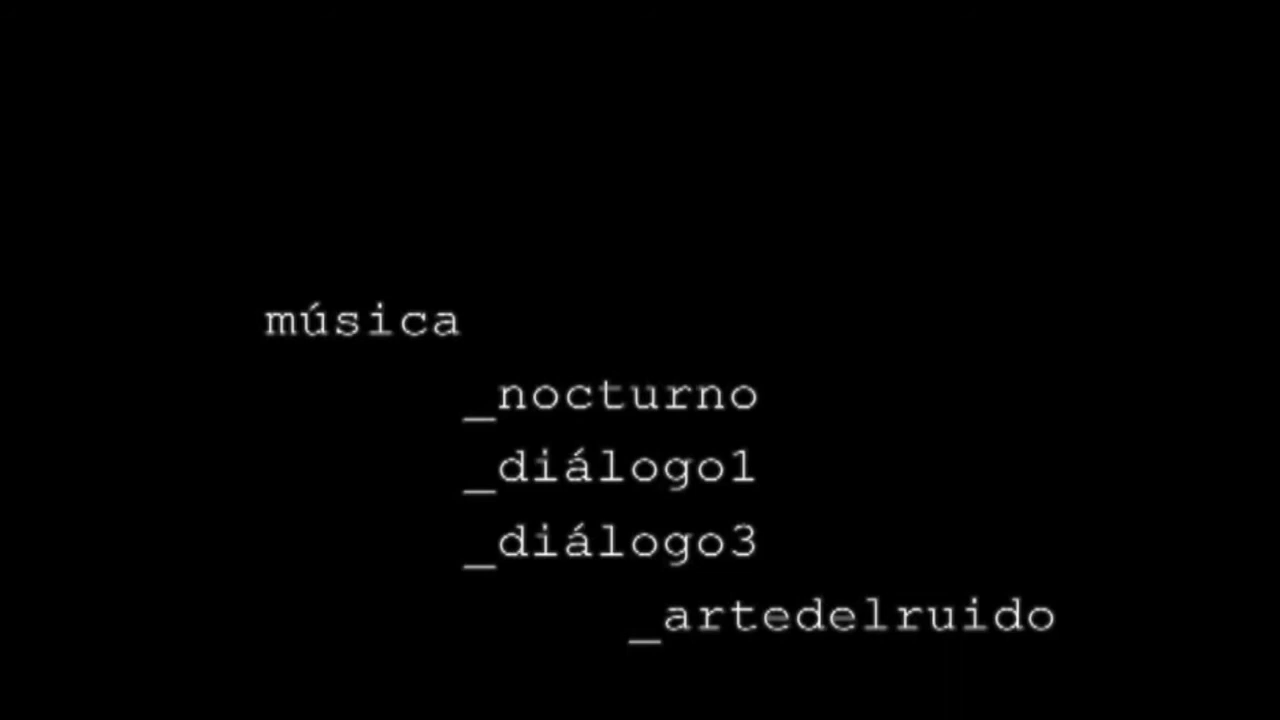 música
_nocturno
_diálogo1
_diálogo3
_artedelruido